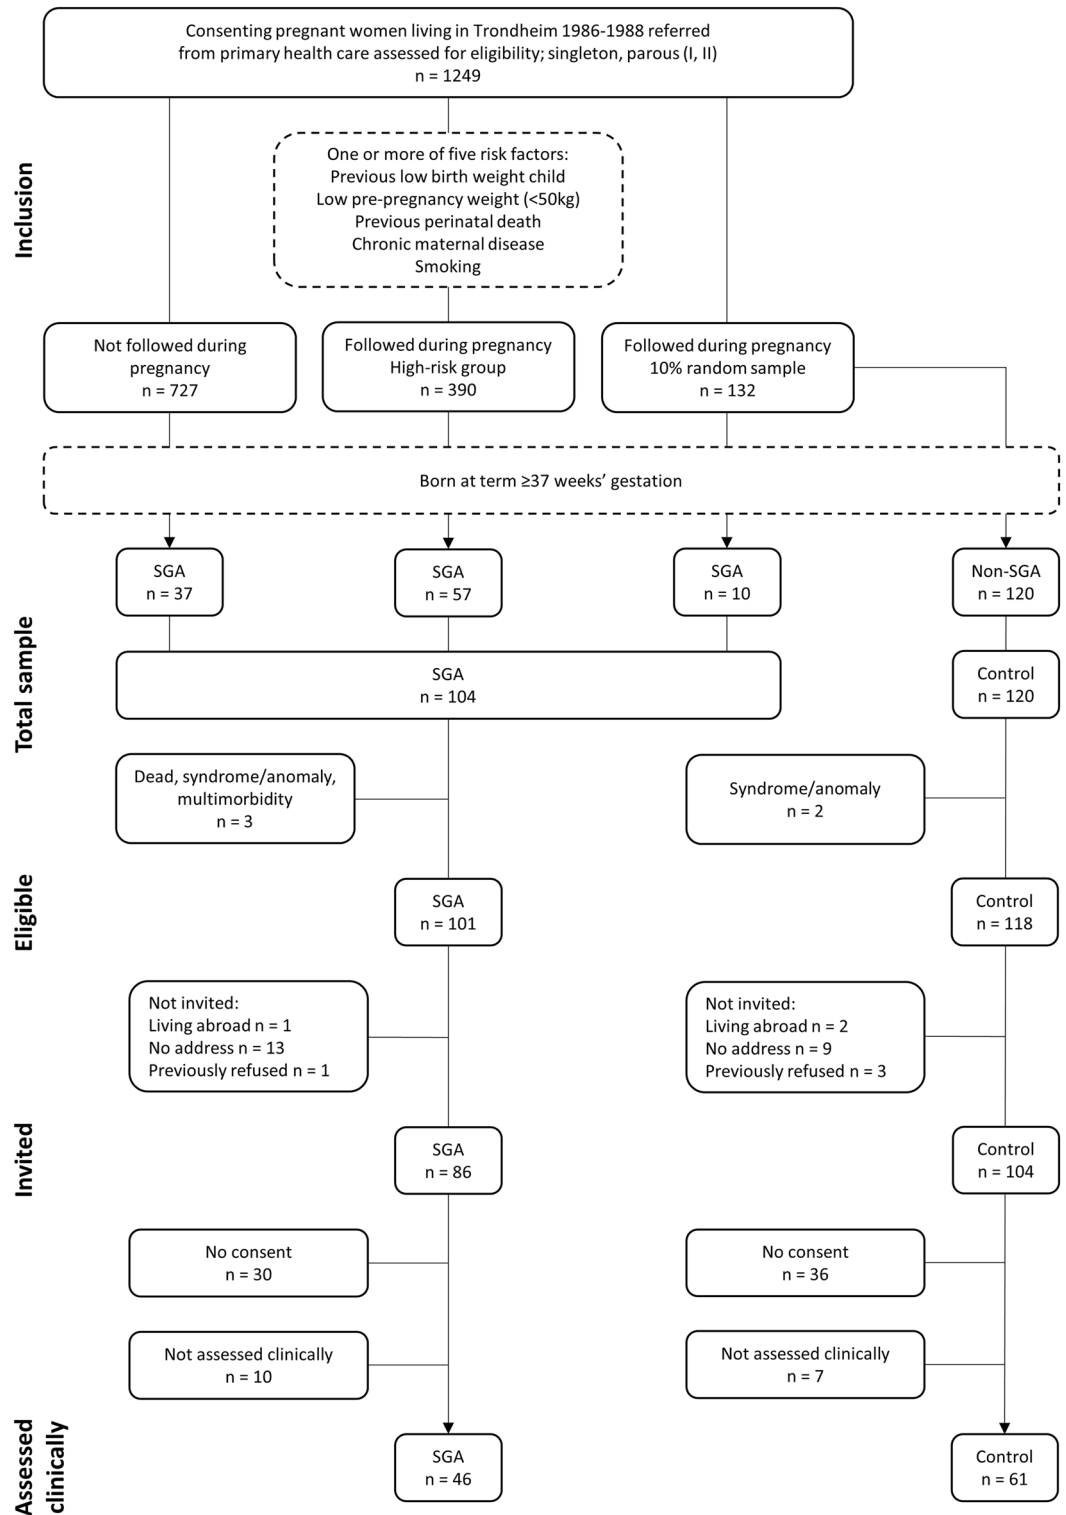 Consenting pregnant women living in Trondheim 1986-1988 referred
from primary health care assessed for eligibility; singleton, parous (I, II)
n = 1249
Inclusion
One or more of five risk factors:
Previous low birth weight child
Low pre-pregnancy weight (<50kg)
Previous perinatal death
Chronic maternal disease
Smoking
Not followed during
pregnancy
n = 727
Followed during pregnancy
High-risk group
n = 390
Followed during pregnancy
10% random sample
n = 132
Born at term ≥37 weeks’ gestation
SGA
n = 37
SGA
n = 57
SGA
n = 10
Non-SGA
n = 120
Total sample
SGA
n = 104
Control
n = 120
Dead, syndrome/anomaly,
multimorbidity
n = 3
Syndrome/anomaly
n = 2
Eligible
SGA
n = 101
Control
n = 118
Not invited:
Living abroad n = 1
No address n = 13
Previously refused n = 1
Not invited:
Living abroad n = 2
No address n = 9
Previously refused n = 3
Invited
SGA
n = 86
Control
n = 104
No consent
n = 30
No consent
n = 36
Not assessed clinically
n = 10
Not assessed clinically
n = 7
Assessed
clinically
SGA
n = 46
Control
n = 61